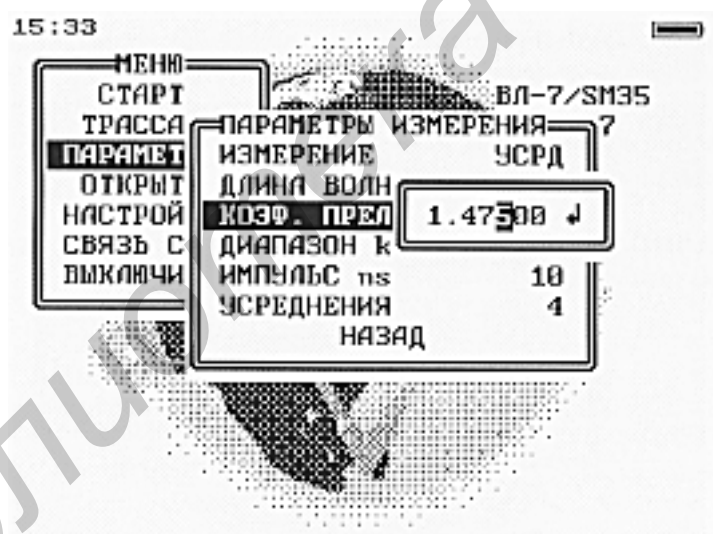 15:33
МЕНЮ
СТАРТ
ТРАССА
ПАРАМЕТ
ОТКРЫТ
НАСТРОЙ
СВЯЗЬ С
ВЫКЛЮЧИ
ВЛ-7/SM35
7
ПАРАМЕТРЫ ИЗМЕРЕНИЯ
ИЗМЕРЕНИЕ УСРД
ДЛИНА ВОЛН
КОЭФ. ПРЕЛ
1.47500 ↲
ДИАПАЗОН k
ИМПУЛЬС ns 10
УСРЕДНЕНИЯ 4
НАЗАД